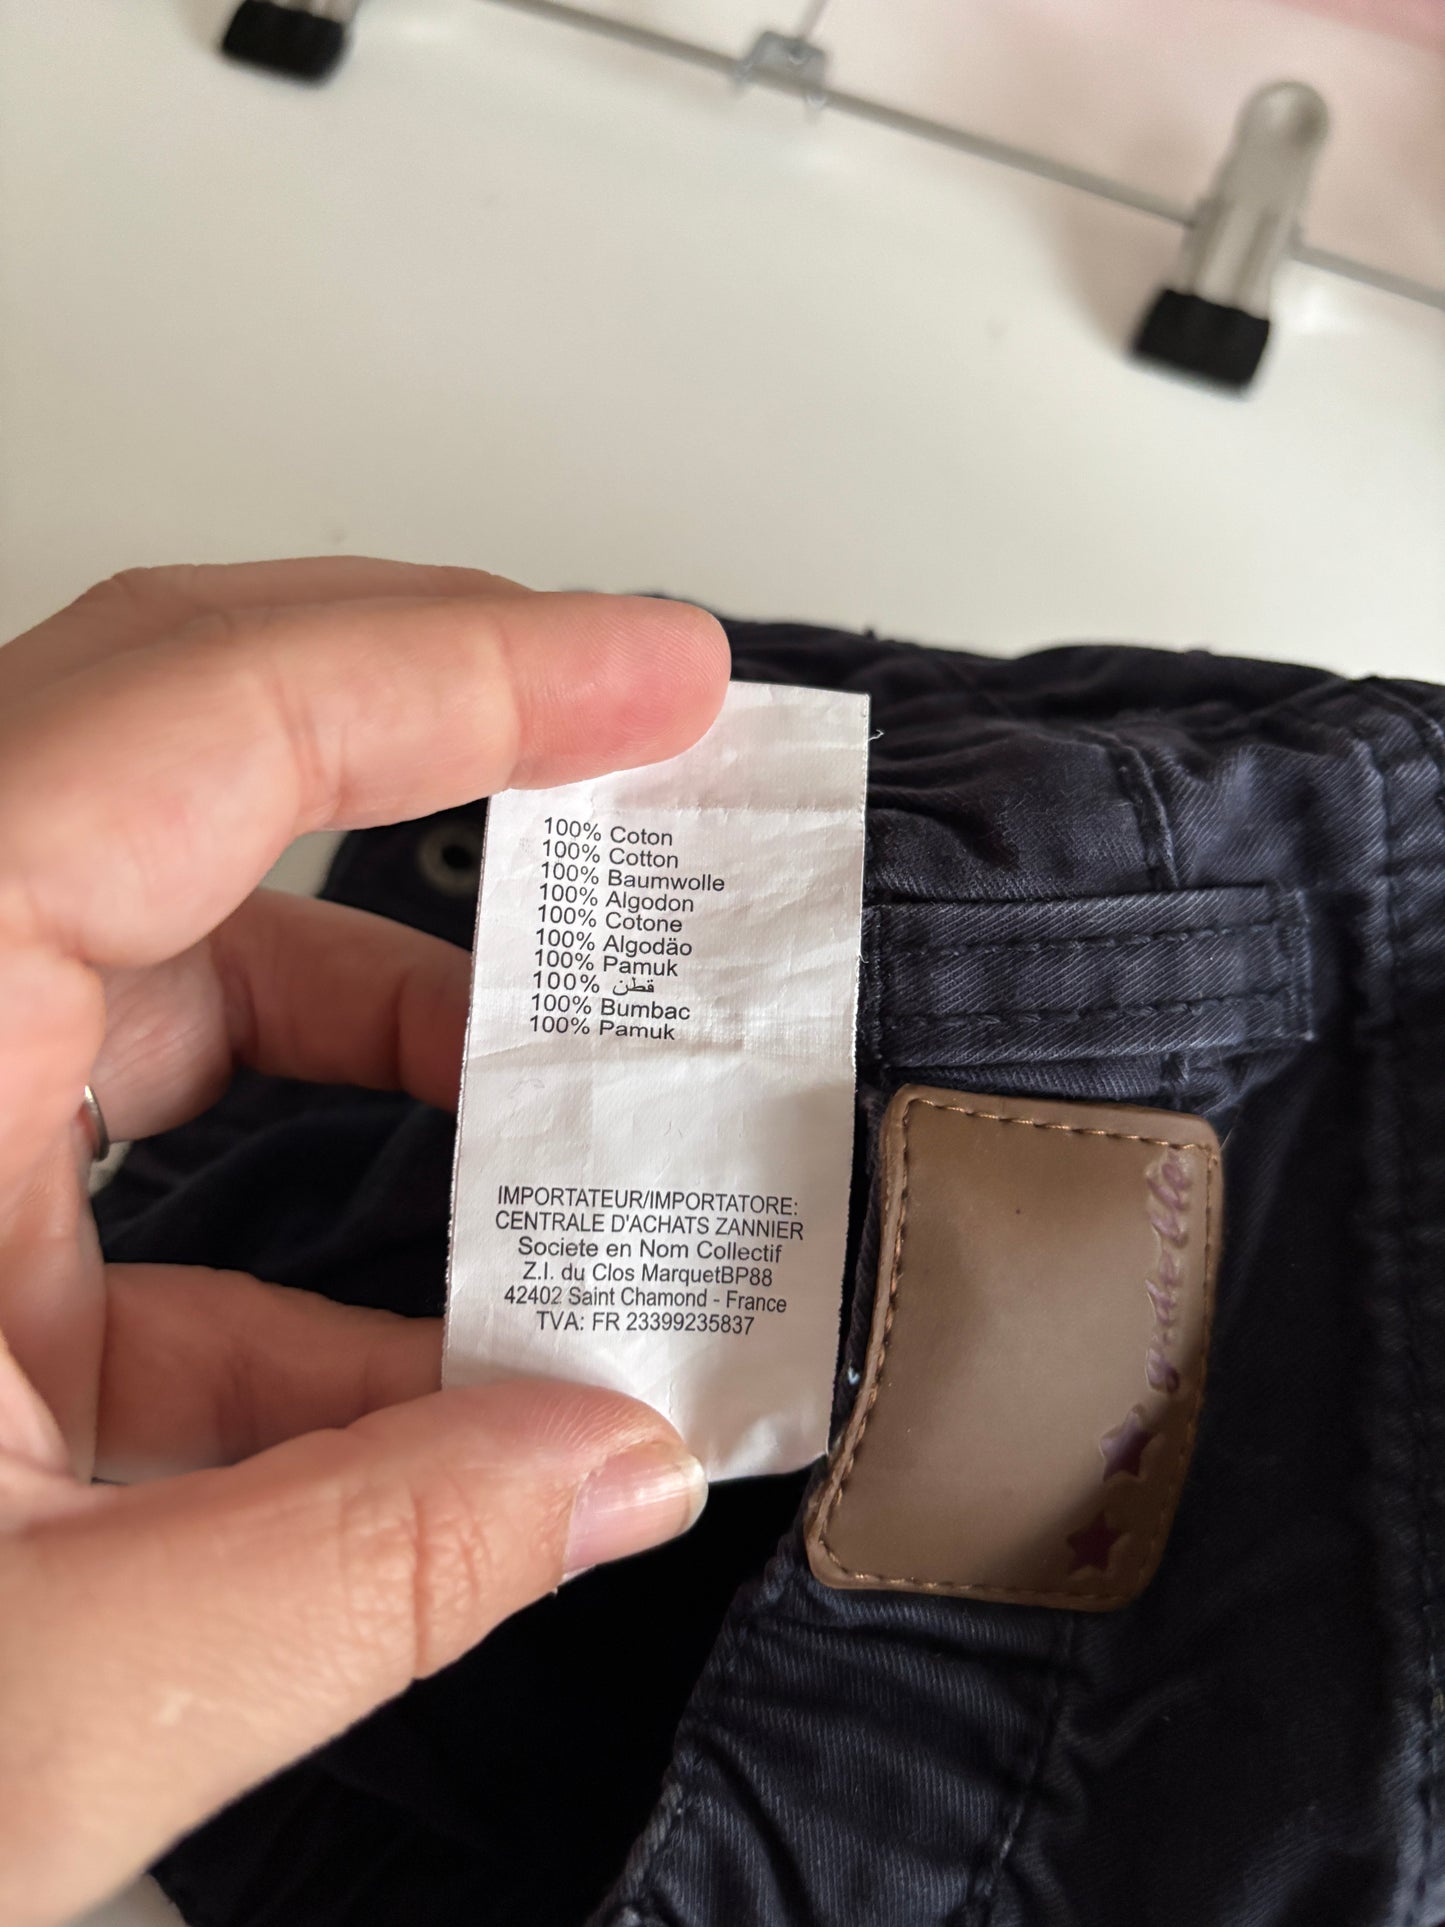 100% Coton
100% Cotton
100% Baumwolle
100% Algodon
100% Cotone
100% Algodäo
100% Pamuk
100% قطن
100% Bumbac
100% Pamuk
IMPORTATEUR/IMPORTATORE:
CENTRALE D'ACHATS ZANNIER
Societe en Nom Collectif
Z.I. du Clos MarquetBP88
42402 Saint Chamond - France
TVA: FR 23399235837